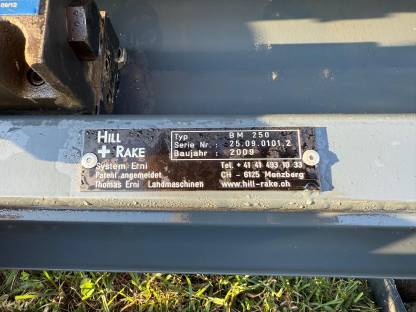 HILL
+ RAKE
System Erni
Patent angemeldet
Thomas Erni Landmaschinen
Typ BM 250
Serie Nr.: 25.09.0101.2
Baujahr : 2009
Tel. + 41 41 493 10 33
CH - 6125 Menzberg
www.hill-rake.ch